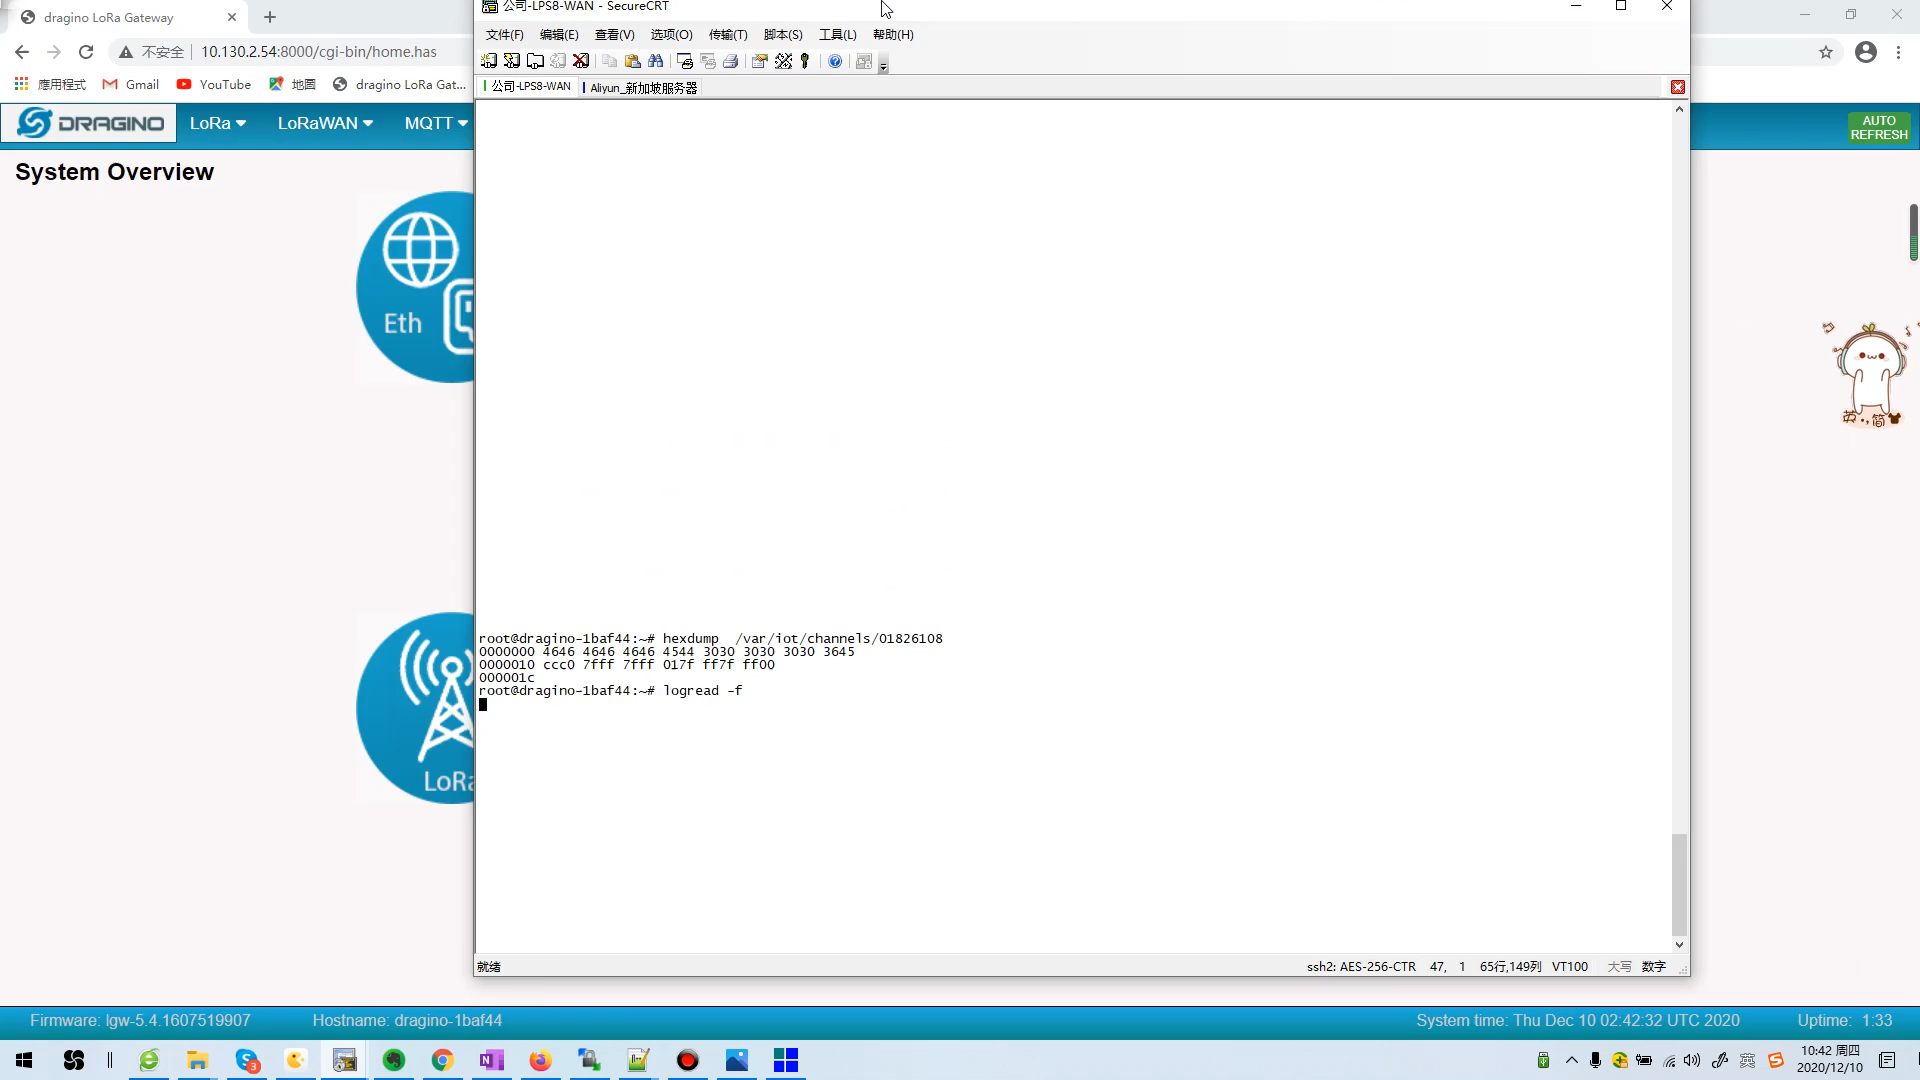 dragino LoRa Gateway
不安全
10.130.2.54:8000/cgi-bin/home.has
應用程式
Gmail
YouTube
地圖
dragino LoRa Gat...
DRAGINO
LoRa
LoRaWAN
MQTT
AUTO
REFRESH
System Overview
Eth
LoRa
公司-LPS8-WAN - SecureCRT
文件(F)
编辑(E)
查看(V)
选项(O)
传输(T)
脚本(S)
工具(L)
帮助(H)
公司-LPS8-WAN
Aliyun_新加坡服务器
root@dragino-1baf44:~# hexdump  /var/iot/channels/01826108
0000000 4646 4646 4646 4544 3030 3030 3030 3645
0000010 ccc0 7fff 7fff 017f ff7f ff00
000001c
root@dragino-1baf44:~# logread -f
就绪
ssh2: AES-256-CTR
47, 1
65行,149列
VT100
大写
数字
英 简
Firmware: lgw-5.4.1607519907
Hostname: dragino-1baf44
System time: Thu Dec 10 02:42:32 UTC 2020
Uptime: 1:33
3
英
10:42 周四
2020/12/10